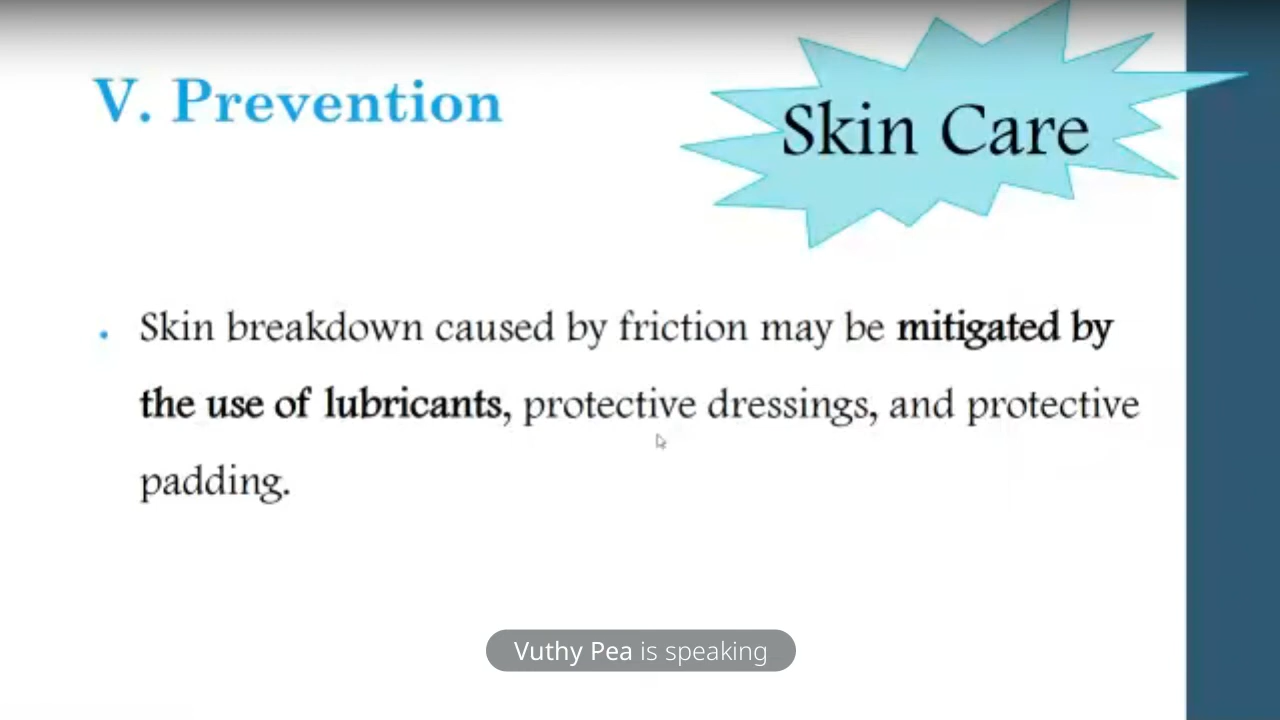 V. Prevention
Skin Care
• Skin breakdown caused by friction may be mitigated by
the use of lubricants, protective dressings, and protective
padding.
Vuthy Pea is speaking